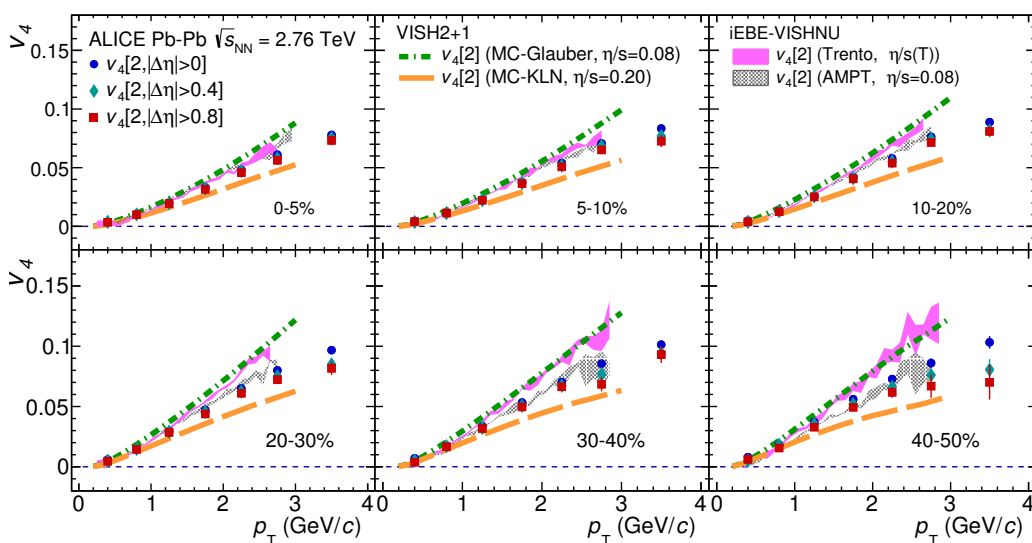 v4
0.15
0.1
0.05
0
ALICE Pb-Pb √sNN = 2.76 TeV
v4[2,|Δη|>0]
v4[2,|Δη|>0.4]
v4[2,|Δη|>0.8]
0-5%
VISH2+1
v4[2] (MC-Glauber, η/s=0.08)
v4[2] (MC-KLN, η/s=0.20)
5-10%
iEBE-VISHNU
v4[2] (Trento, η/s(T))
v4[2] (AMPT, η/s=0.08)
10-20%
v4
0.15
0.1
0.05
0
20-30%
30-40%
40-50%
0 1 2 3 4
0 1 2 3 4
0 1 2 3 4
pT (GeV/c)
pT (GeV/c)
pT (GeV/c)